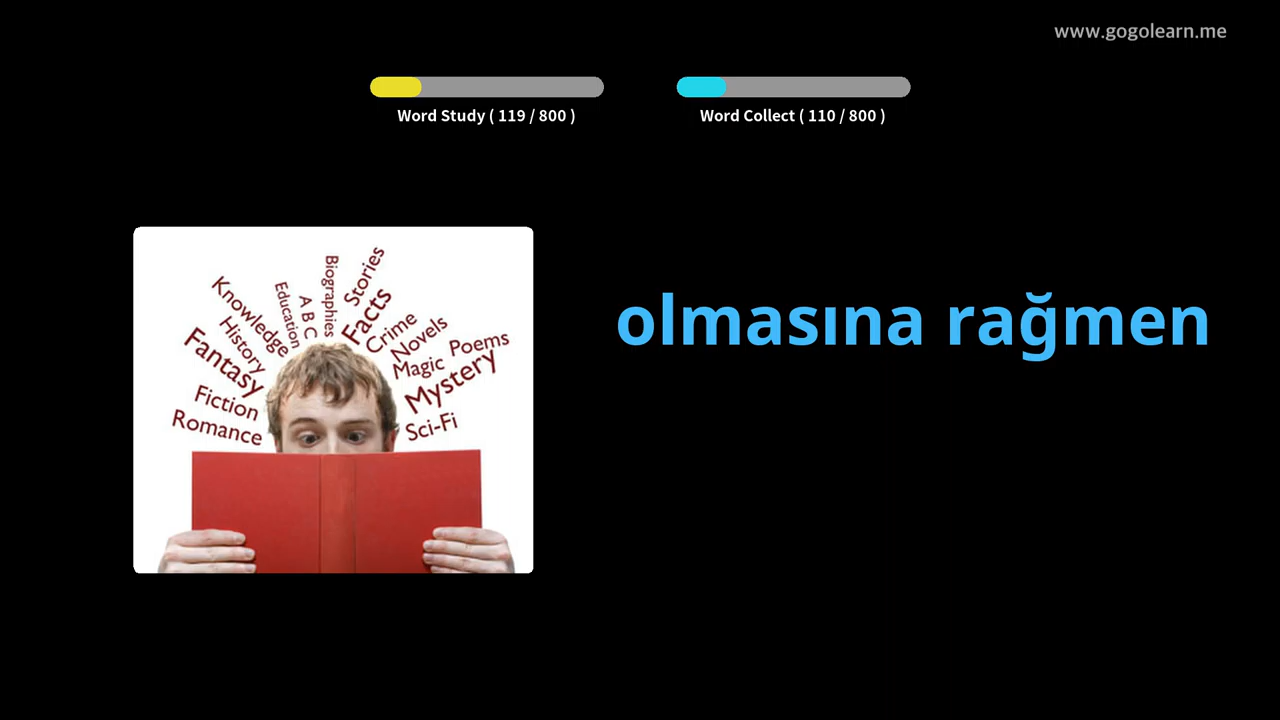 www.gogolearn.me
Word Study ( 119 / 800 )
Word Collect ( 110 / 800 )
olmasına rağmen
Biographies
Stories
Education
A B C
Facts
Knowledge
Crime
History
Novels
Fantasy
Magic
Poems
Mystery
Fiction
Romance
Sci-Fi